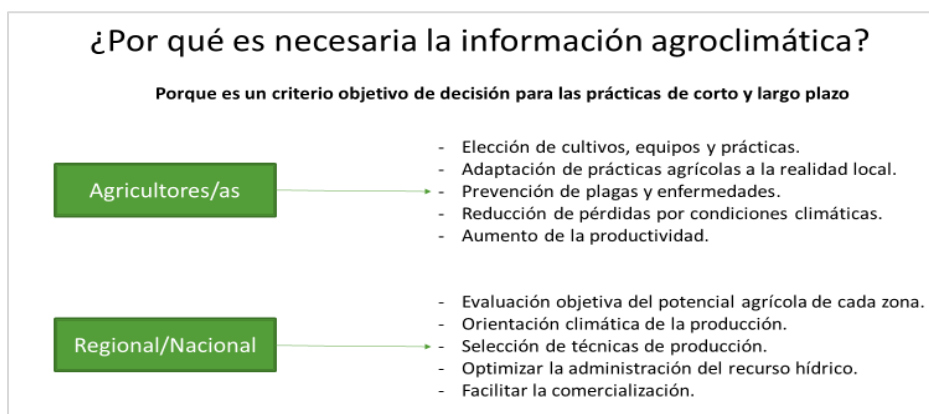 ¿Por qué es necesaria la información agroclimática?
Porque es un criterio objetivo de decisión para las prácticas de corto y largo plazo
Agricultores/as
- Elección de cultivos, equipos y prácticas.
- Adaptación de prácticas agrícolas a la realidad local.
- Prevención de plagas y enfermedades.
- Reducción de pérdidas por condiciones climáticas.
- Aumento de la productividad.
Regional/Nacional
- Evaluación objetiva del potencial agrícola de cada zona.
- Orientación climática de la producción.
- Selección de técnicas de producción.
- Optimizar la administración del recurso hídrico.
- Facilitar la comercialización.